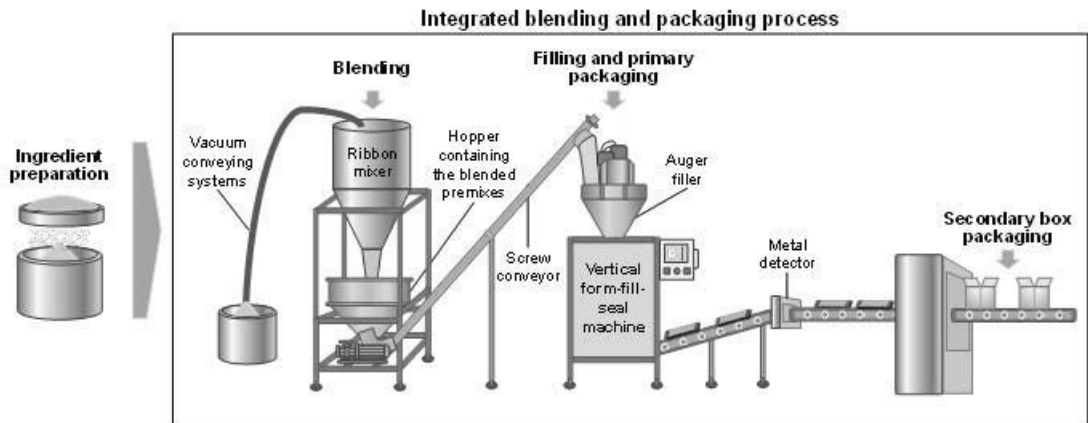 Integrated blending and packaging process
Ingredient
preparation
Vacuum
conveying
systems
Blending
Ribbon
mixer
Hopper
containing
the blended
premixes
Screw
conveyor
Filling and primary
packaging
Auger
filler
Vertical
form-fill-
seal
machine
Metal
detector
Secondary box
packaging